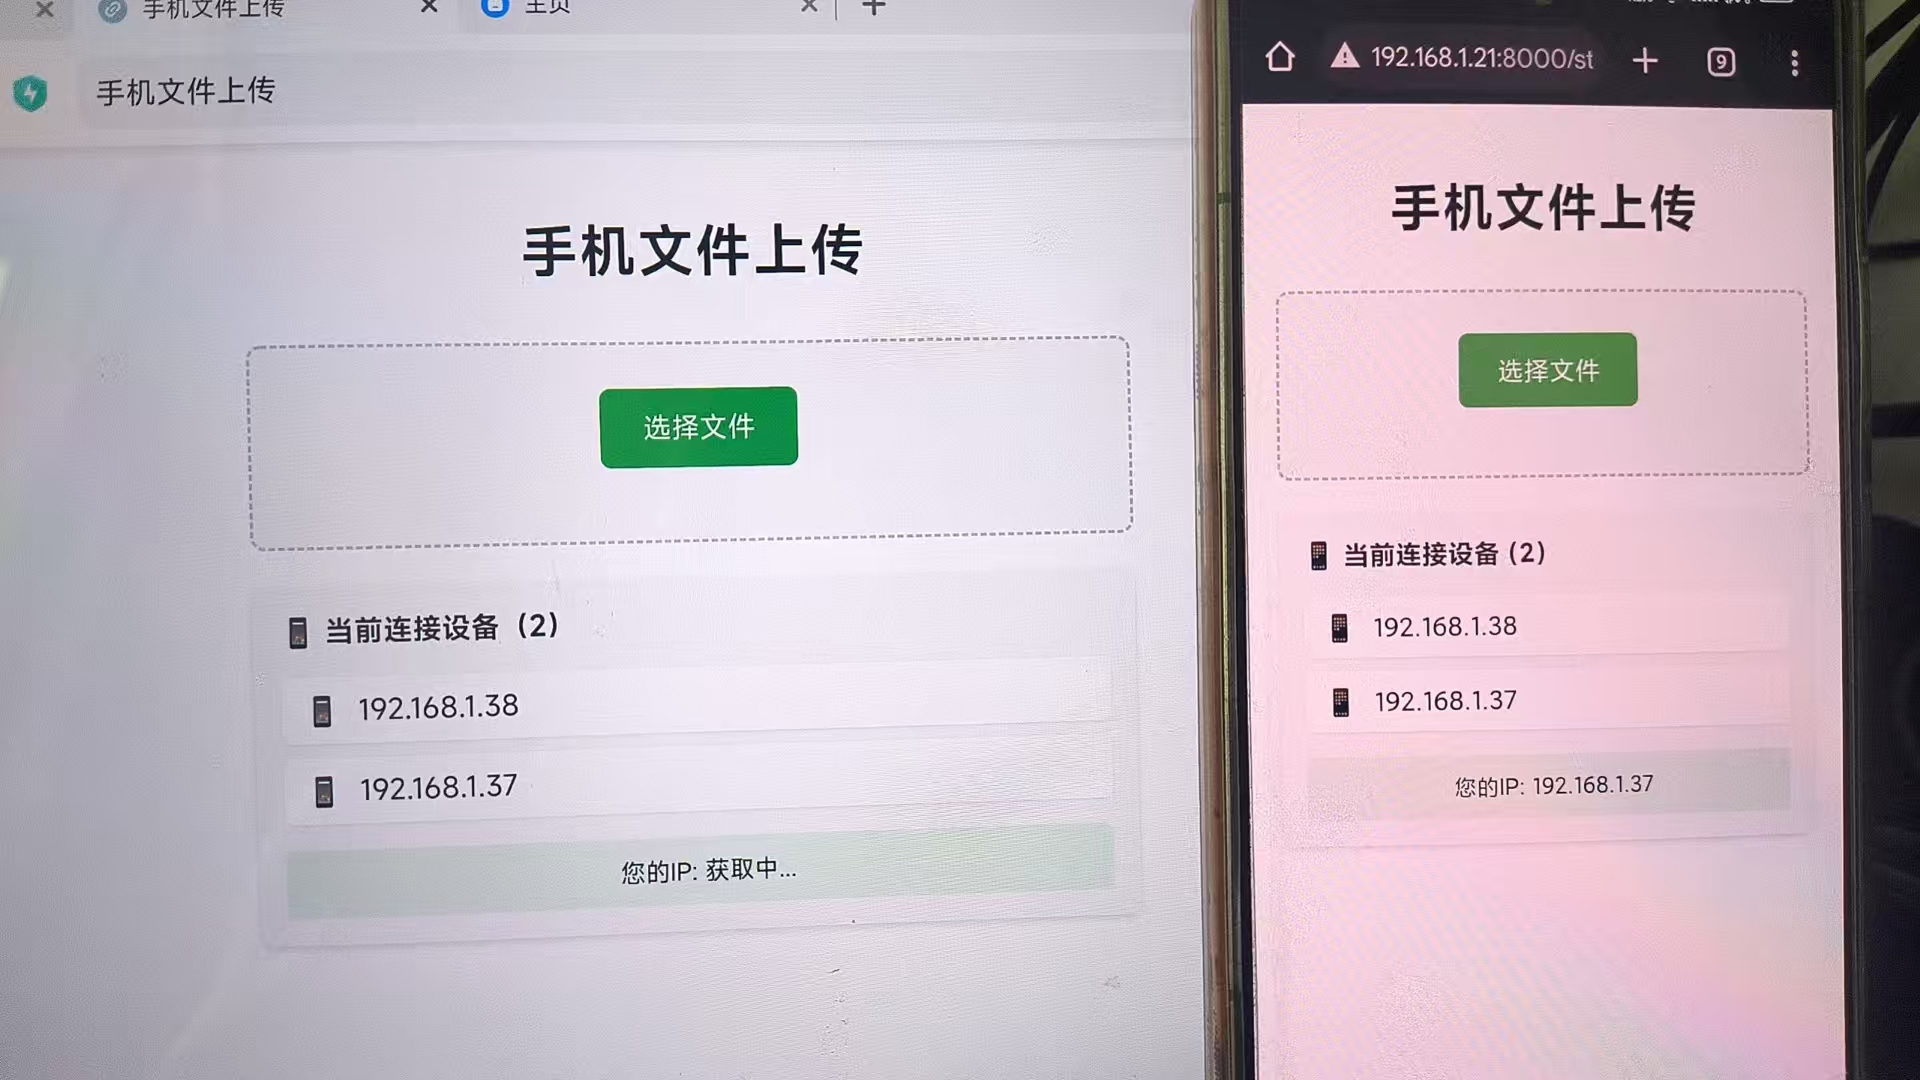 手机文件上传
主页
手机文件上传
手机文件上传
选择文件
当前连接设备（2）
192.168.1.38
192.168.1.37
您的IP: 获取中...
192.168.1.21:8000/st
9
手机文件上传
选择文件
当前连接设备（2）
192.168.1.38
192.168.1.37
您的IP: 192.168.1.37